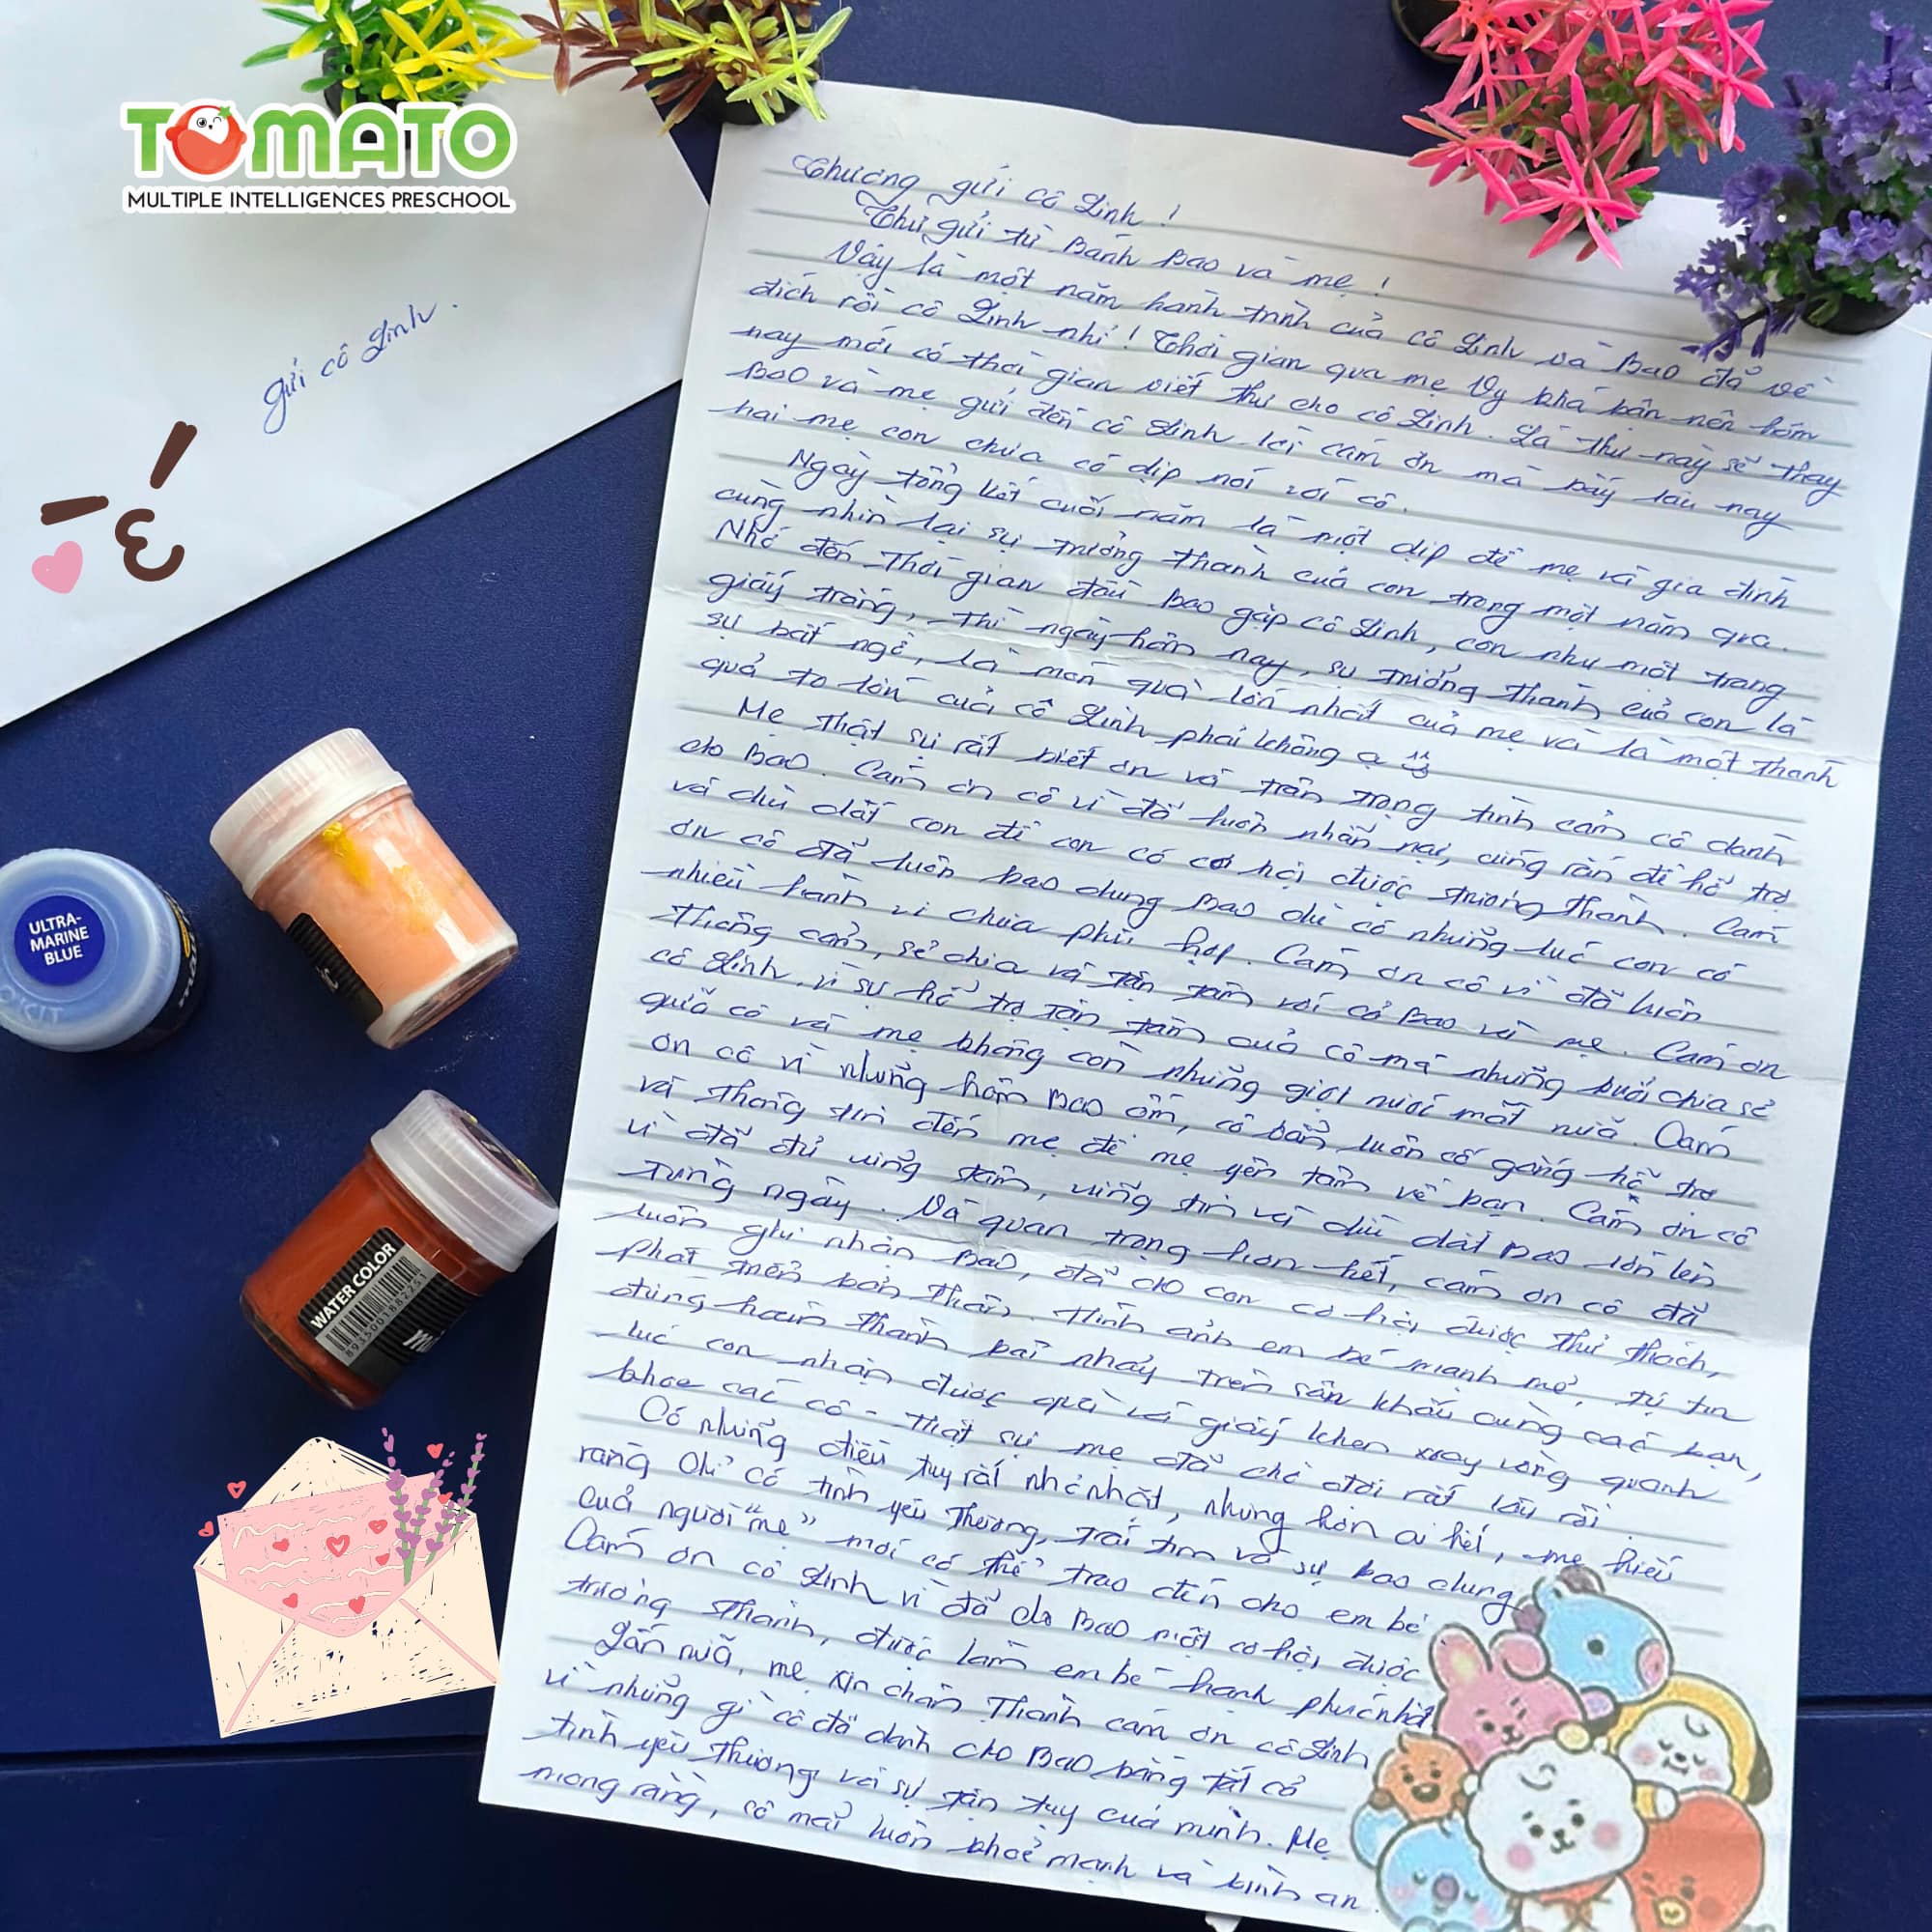 TOMATO
MULTIPLE INTELLIGENCES PRESCHOOL
gửi cô Linh.
ULTRA-
MARINE
BLUE
WATER COLOR
Thương gửi cô Linh!
Thư gửi từ Bánh Bao và mẹ!
Vậy là một năm hành trình của cô Linh và Bao đã về
đích rồi cô Linh nhỉ! Thời gian qua mẹ Vy khá bận nên hôm
nay mới có thời gian viết thư cho cô Linh. Lá thư này sẽ thay
Bao và mẹ gửi đến cô Linh lời cám ơn mà bấy lâu nay
hai mẹ con chưa có dịp nói với cô.
Ngày tổng kết cuối năm là một dịp để mẹ và gia đình
cùng nhìn lại sự trưởng thành của con trong một năm qua.
Nhớ đến thời gian đầu Bao gặp cô Linh, con như một trang
giấy trắng, thì ngày hôm nay, sự trưởng thành của con là
sự bất ngờ, là món quà lớn nhất của mẹ và là một thành
quả to lớn của cô Linh phải không ạ
Mẹ thật sự rất biết ơn và trân trọng tình cảm cô dành
cho Bao. Cám ơn cô vì đã luôn nhẫn nại, cứng rắn để hỗ trợ
và dìu dắt con để con có cơ hội được trưởng thành. Cám
ơn cô đã luôn bao dung Bao dù có những lúc con có
nhiều hành vi chưa phù hợp. Cám ơn cô vì đã luôn
thông cảm, sẻ chia và tận tâm với cả Bao và mẹ. Cám ơn
cô Linh, vì sự hỗ trợ tận tâm của cô mà những buổi chia sẻ
giữa cô và mẹ không còn những giọt nước mắt nữa. Cám
ơn cô vì những hôm Bao ốm, cô bận luôn cố gắng hỗ trợ
và thông tin đến mẹ để mẹ yên tâm về bạn. Cám ơn cô
vì đã đủ vững tâm, vững tin và dìu dắt Bao lớn lên
từng ngày. Và quan trọng hơn hết, cám ơn cô đã
luôn ghi nhận Bao, đã cho con cơ hội được thử thách,
phát triển bản thân. Hình ảnh em bé mạnh mẽ, tự tin
đứng hoàn thành bài nhảy trên sân khấu cùng các bạn,
lúc con nhận được quà và giấy khen xoay vòng quanh
khoe các cô - thật sự mẹ đã chờ đợi rất lâu rồi.
Có những điều tuy rất nhỏ nhặt, nhưng hơn ai hết, mẹ hiểu
rằng chỉ có tình yêu thương, trái tim và sự bao dung
của người "mẹ" mới có thể trao đến cho em bé
Cám ơn cô Linh vì đã cho Bao một cơ hội được
trưởng thành, được làm em bé hạnh phúc nhất
Lần nữa, mẹ xin chân thành cám ơn cô Linh
vì những gì cô đã dành cho Bao bằng tất cả
tình yêu thương và sự tận tụy của mình. Mẹ
mong rằng, cô mãi luôn khoẻ mạnh và bình an.